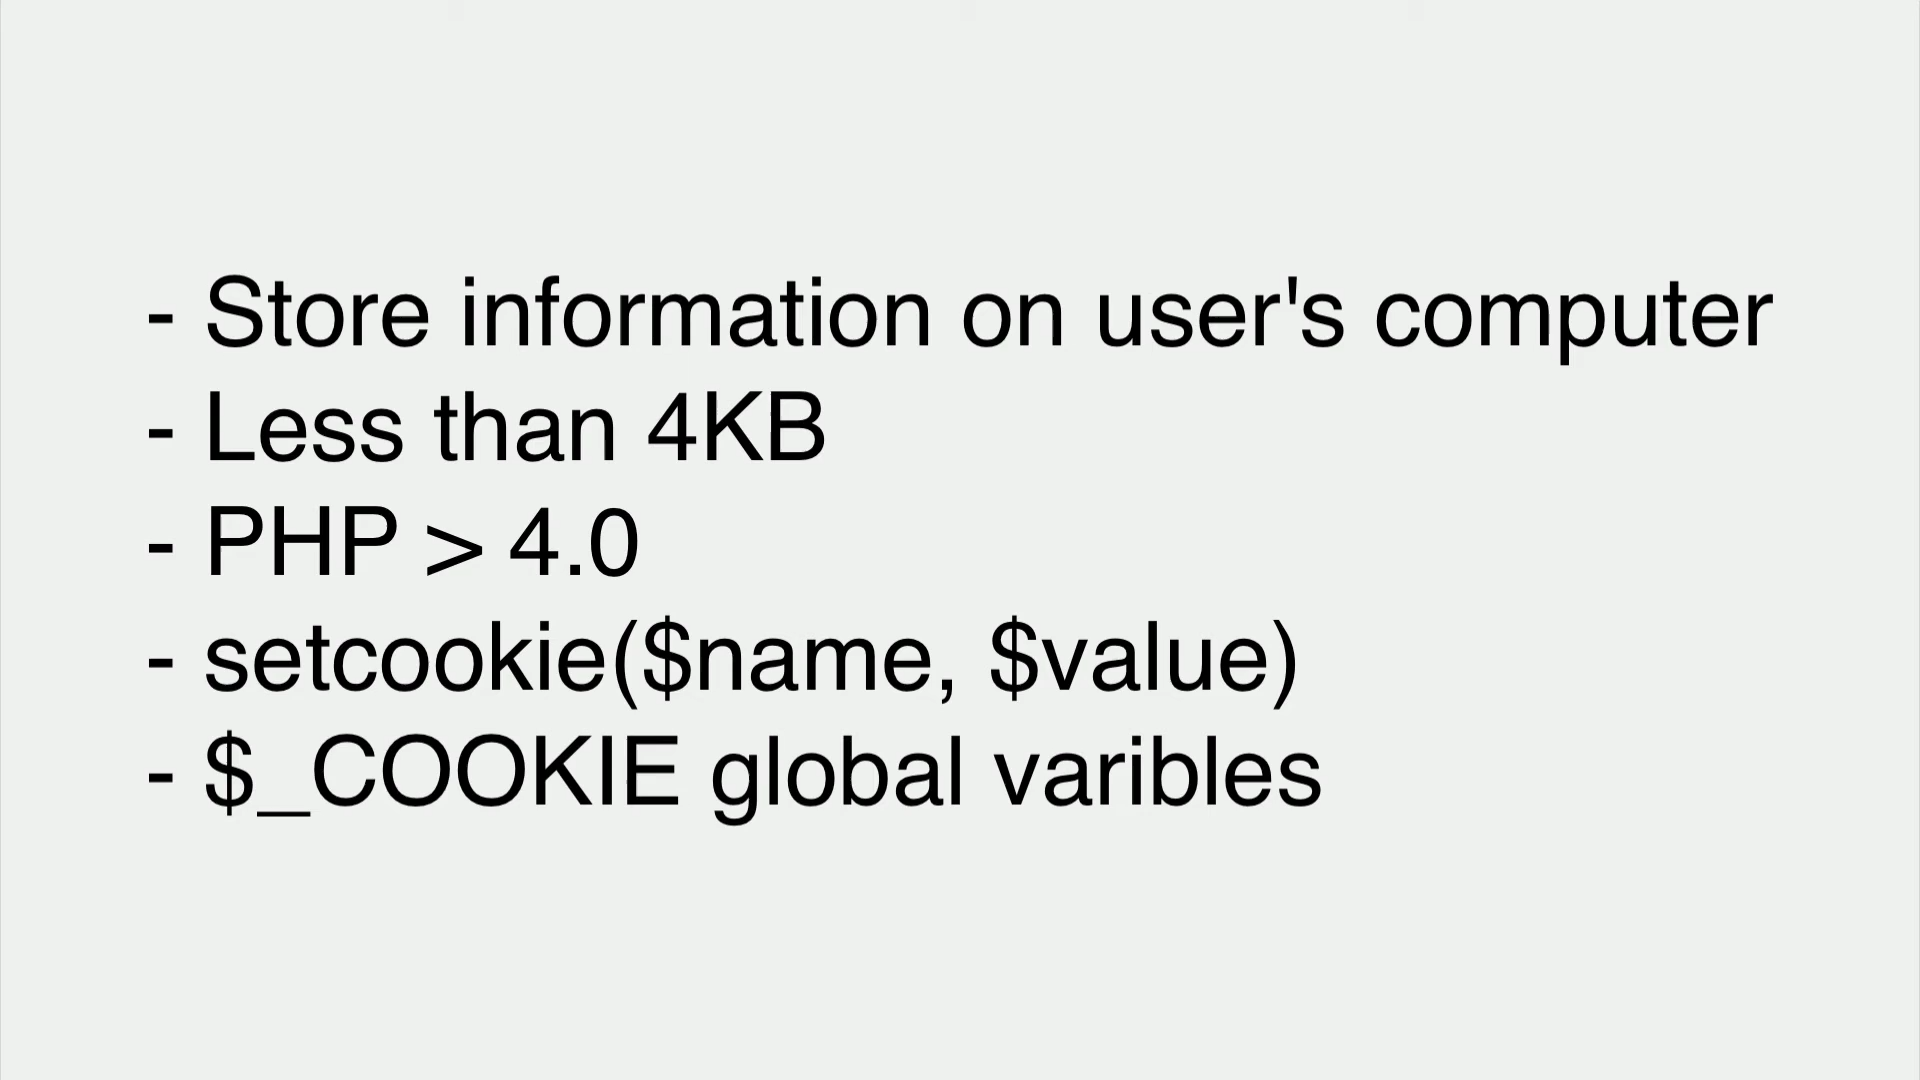 - Store information on user's computer
- Less than 4KB
- PHP > 4.0
- setcookie($name, $value)
- $_COOKIE global varibles